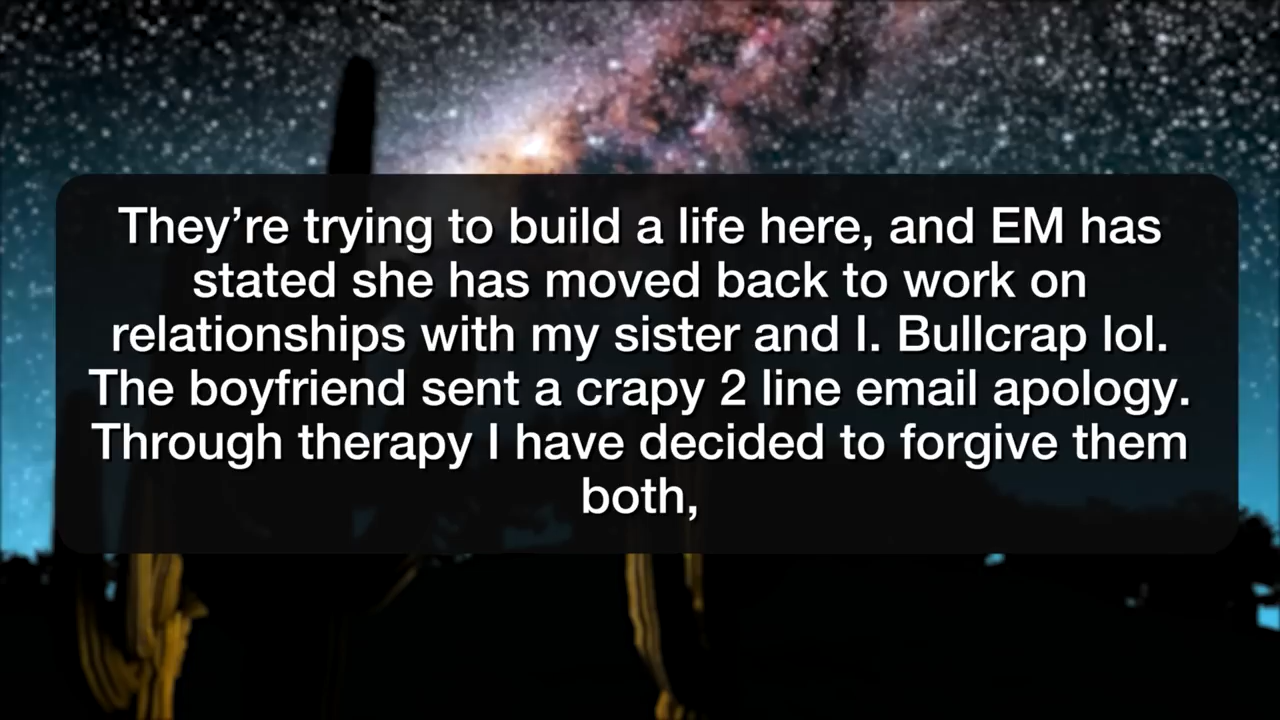 They’re trying to build a life here, and EM has
stated she has moved back to work on
relationships with my sister and I. Bullcrap lol.
The boyfriend sent a crapy 2 line email apology.
Through therapy I have decided to forgive them
both,